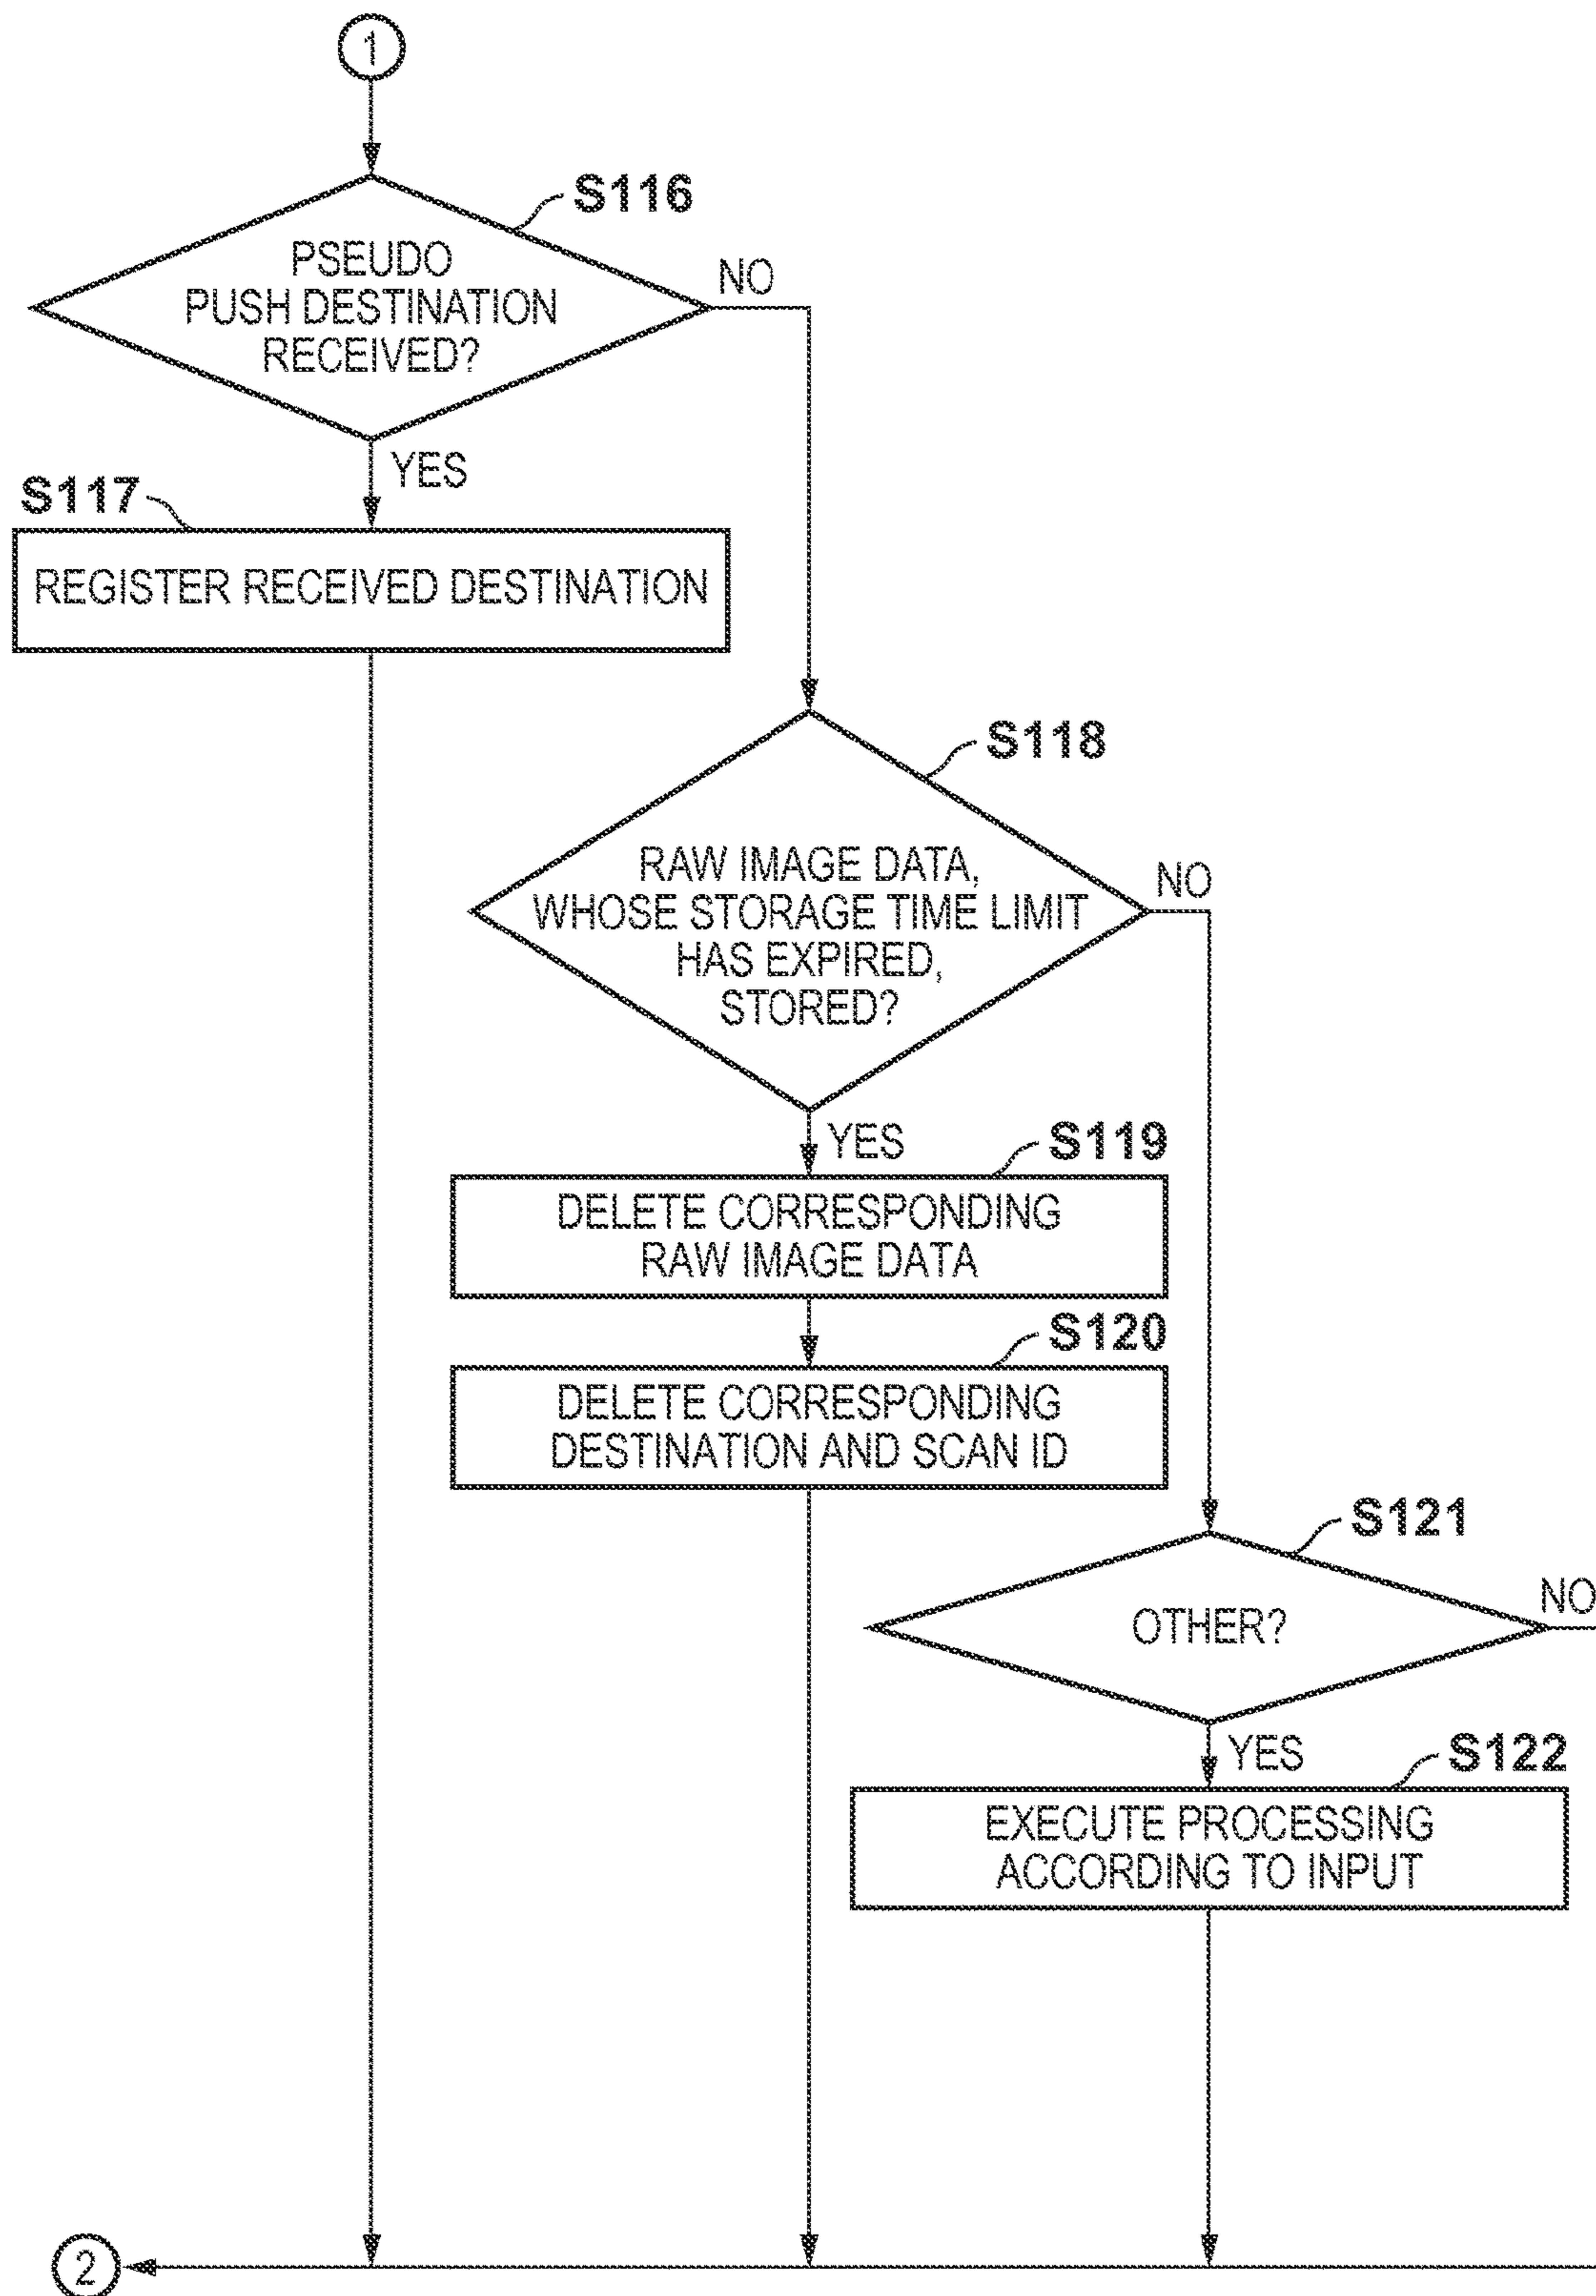 1
S116
PSEUDO
PUSH DESTINATION
RECEIVED?
NO
YES
S117
REGISTER RECEIVED DESTINATION
S118
RAW IMAGE DATA,
WHOSE STORAGE TIME LIMIT
HAS EXPIRED,
STORED?
NO
YES
S119
DELETE CORRESPONDING
RAW IMAGE DATA
S120
DELETE CORRESPONDING
DESTINATION AND SCAN ID
S121
OTHER?
NO
YES
S122
EXECUTE PROCESSING
ACCORDING TO INPUT
2